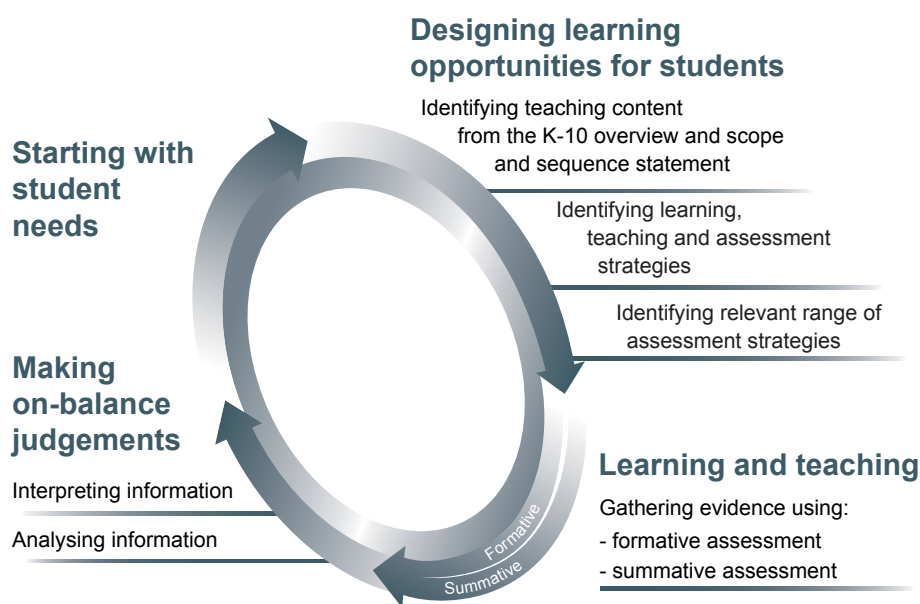 Designing learning
opportunities for students
Identifying teaching content
from the K-10 overview and scope
and sequence statement
Identifying learning,
teaching and assessment
strategies
Identifying relevant range of
assessment strategies
Starting with
student
needs
Making
on-balance
judgements
Interpreting information
Analysing information
Learning and teaching
Gathering evidence using:
- formative assessment
- summative assessment
Formative
Summative